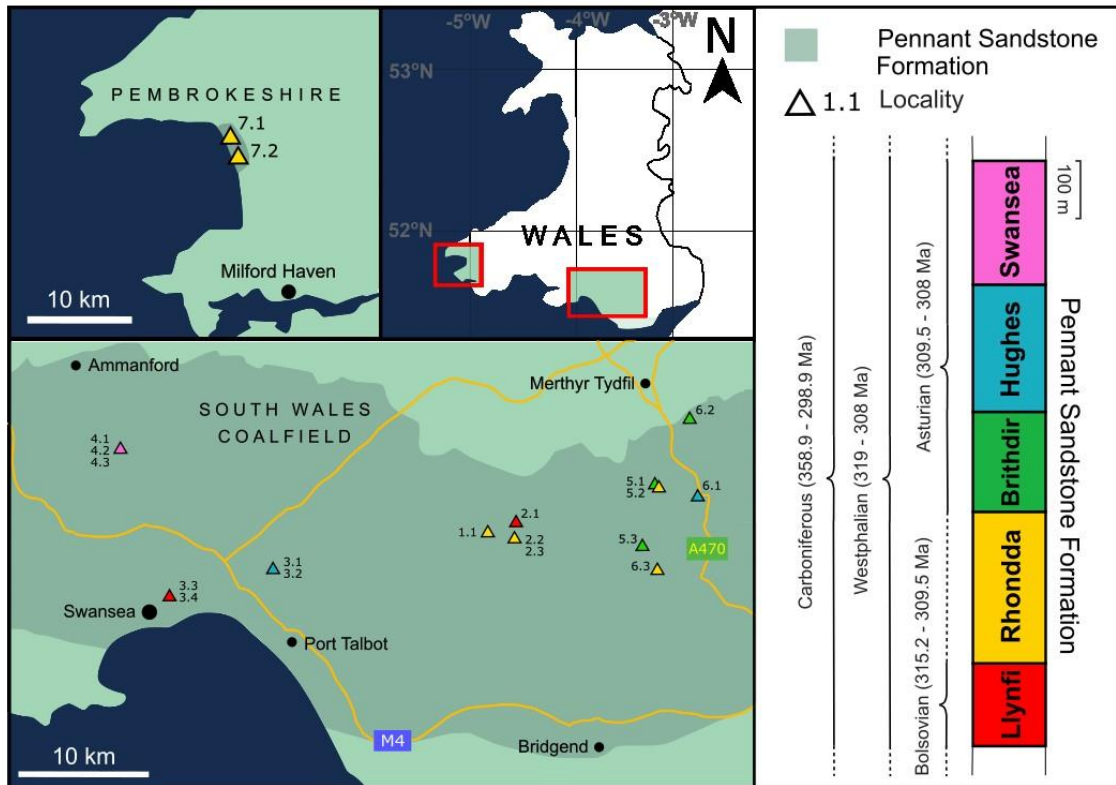 PEMBROKESHIRE
7.1
7.2
Milford Haven
10 km
-5°W
-4°W
-3°W
N
53°N
52°N
WALES
Pennant Sandstone
Formation
1.1 Locality
Ammanford
SOUTH WALES
COALFIELD
Merthyr Tydfil
6.2
4.1
4.2
4.3
5.1
5.2
6.1
2.1
1.1
2.2
2.3
5.3
A470
6.3
3.1
3.2
3.3
3.4
Swansea
Port Talbot
M4
Bridgend
10 km
Carboniferous (358.9 - 298.9 Ma)
Westphalian (319 - 308 Ma)
Asturian (309.5 - 308 Ma)
Bolsovian (315.2 - 309.5 Ma)
Swansea
Hughes
Brithdir
Rhondda
Llynfi
100 m
Pennant Sandstone Formation